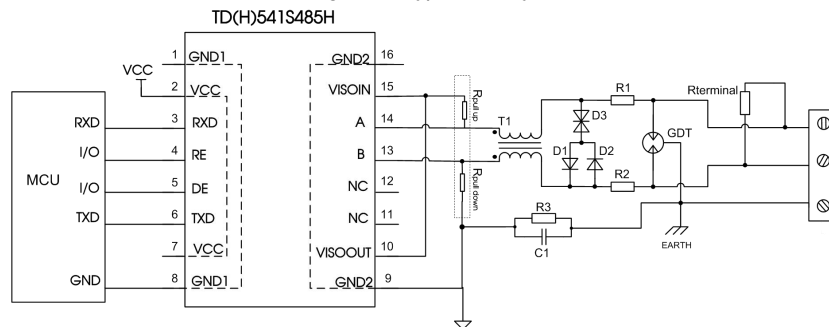 TD(H)541S485H
1 GND1
GND2 16
VCC
2 VCC
VISOIN 15
Rpull up
R1
Rterminal
RXD 3 RXD
A 14
T1
D3
GDT
I/O 4 RE
B 13
D1 D2
MCU
I/O 5 DE
NC 12
R2
Rpull down
TXD 6 TXD
NC 11
R3
7 VCC
VISOOUT 10
C1
EARTH
GND 8 GND1
GND2 9